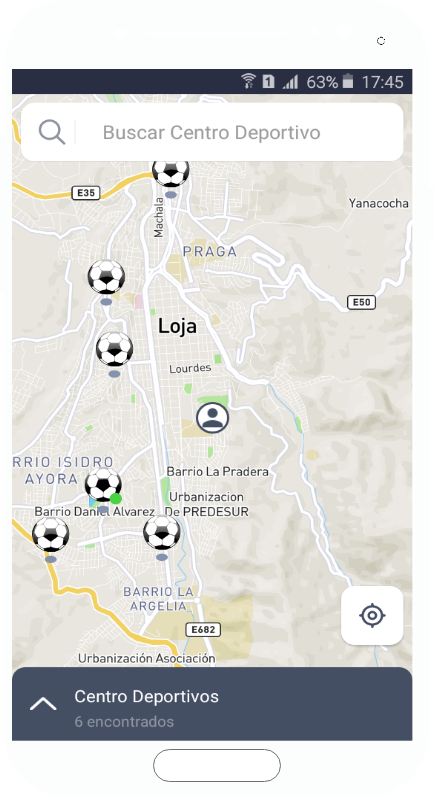 1 63% 17:45
Buscar Centro Deportivo
E35
Machala
Yanacocha
PRAGA
E50
Loja
Lourdes
RRIO ISIDRO
AYORA
Barrio La Pradera
Urbanizacion
De PREDESUR
Barrio Daniel Alvarez
BARRIO LA
ARGELIA
E682
Urbanización Asociación
Centro Deportivos
6 encontrados